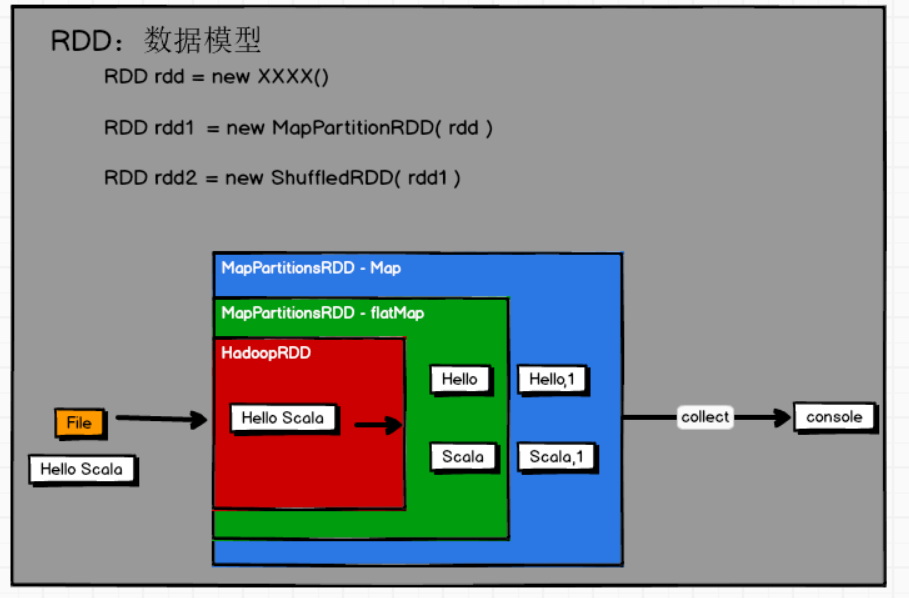 RDD：数据模型
RDD rdd = new XXXX()
RDD rdd1 = new MapPartitionRDD( rdd )
RDD rdd2 = new ShuffledRDD( rdd1 )
MapPartitionsRDD - Map
MapPartitionsRDD - flatMap
HadoopRDD
Hello
Hello,1
File
Hello Scala
collect
console
Hello Scala
Scala
Scala,1